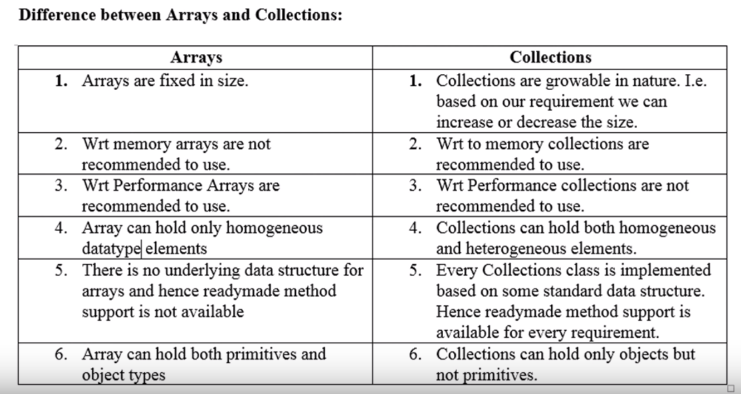 Difference between Arrays and Collections:
Arrays
Collections
1. Arrays are fixed in size.
1. Collections are growable in nature. I.e.
based on our requirement we can
increase or decrease the size.
2. Wrt memory arrays are not
recommended to use.
2. Wrt to memory collections are
recommended to use.
3. Wrt Performance Arrays are
recommended to use.
3. Wrt Performance collections are not
recommended to use.
4. Array can hold only homogeneous
datatype elements
4. Collections can hold both homogeneous
and heterogeneous elements.
5. There is no underlying data structure for
arrays and hence readymade method
support is not available
5. Every Collections class is implemented
based on some standard data structure.
Hence readymade method support is
available for every requirement.
6. Array can hold both primitives and
object types
6. Collections can hold only objects but
not primitives.